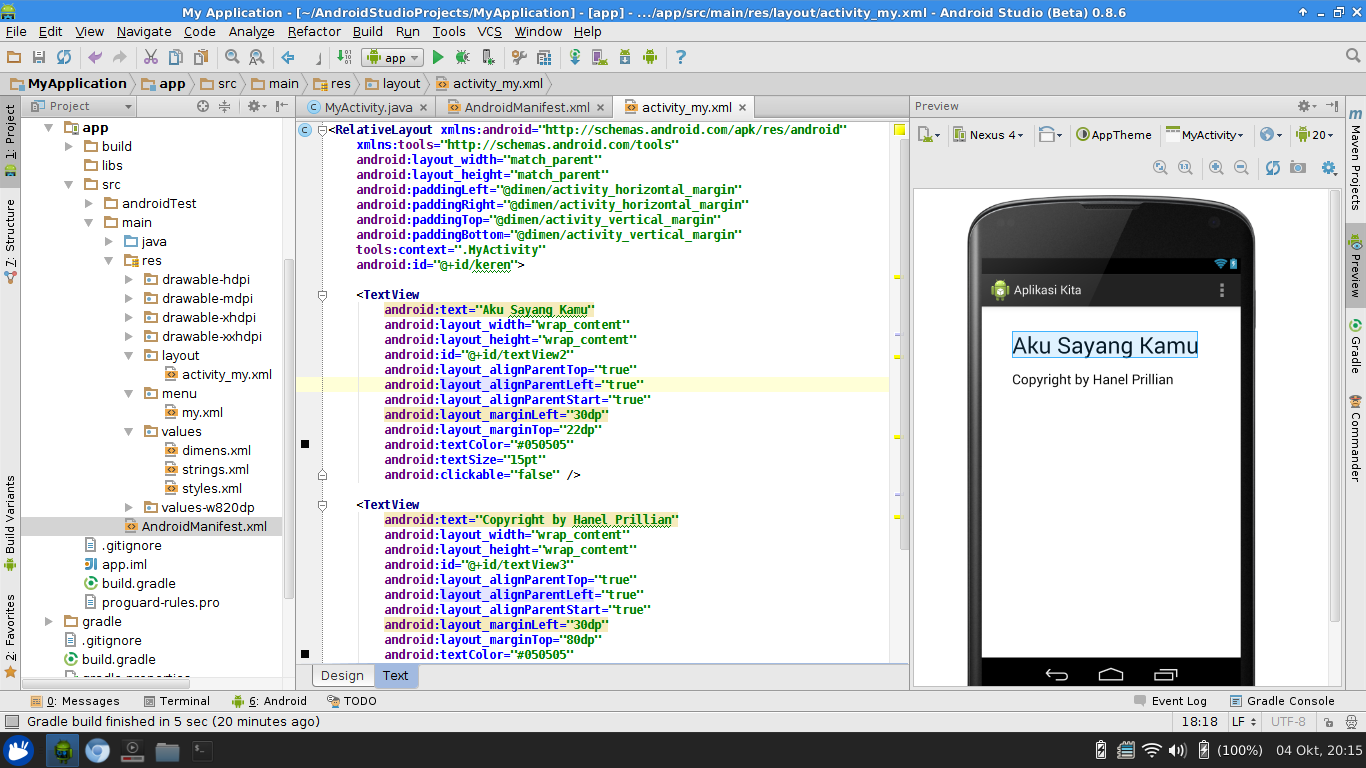 My Application - [~/AndroidStudioProjects/MyApplication] - [app] - .../app/src/main/res/layout/activity_my.xml - Android Studio (Beta) 0.8.6
File Edit View Navigate Code Analyze Refactor Build Run Tools VCS Window Help
app
MyApplication app src main res layout activity_my.xml
1: Project
7: Structure
Build Variants
2: Favorites
Project
app
build
libs
src
androidTest
main
java
res
drawable-hdpi
drawable-mdpi
drawable-xhdpi
drawable-xxhdpi
layout
activity_my.xml
menu
my.xml
values
dimens.xml
strings.xml
styles.xml
values-w820dp
AndroidManifest.xml
.gitignore
app.iml
build.gradle
proguard-rules.pro
gradle
.gitignore
build.gradle
gradle.properties
MyActivity.java AndroidManifest.xml activity_my.xml
<RelativeLayout xmlns:android="http://schemas.android.com/apk/res/android"
xmlns:tools="http://schemas.android.com/tools"
android:layout_width="match_parent"
android:layout_height="match_parent"
android:paddingLeft="@dimen/activity_horizontal_margin"
android:paddingRight="@dimen/activity_horizontal_margin"
android:paddingTop="@dimen/activity_vertical_margin"
android:paddingBottom="@dimen/activity_vertical_margin"
tools:context=".MyActivity"
android:id="@+id/keren">
<TextView
android:text="Aku Sayang Kamu"
android:layout_width="wrap_content"
android:layout_height="wrap_content"
android:id="@+id/textView2"
android:layout_alignParentTop="true"
android:layout_alignParentLeft="true"
android:layout_alignParentStart="true"
android:layout_marginLeft="30dp"
android:layout_marginTop="22dp"
android:textColor="#050505"
android:textSize="15pt"
android:clickable="false" />
<TextView
android:text="Copyright by Hanel Prillian"
android:layout_width="wrap_content"
android:layout_height="wrap_content"
android:id="@+id/textView3"
android:layout_alignParentTop="true"
android:layout_alignParentLeft="true"
android:layout_alignParentStart="true"
android:layout_marginLeft="30dp"
android:layout_marginTop="80dp"
android:textColor="#050505"
Design Text
Preview
Nexus 4 AppTheme MyActivity 20
1:1
Aplikasi Kita
Aku Sayang Kamu
Copyright by Hanel Prillian
Maven Projects
Preview
Gradle
Commander
0: Messages Terminal 6: Android TODO Event Log Gradle Console
Gradle build finished in 5 sec (20 minutes ago) 18:18 LF UTF-8
(100%) 04 Okt, 20:15